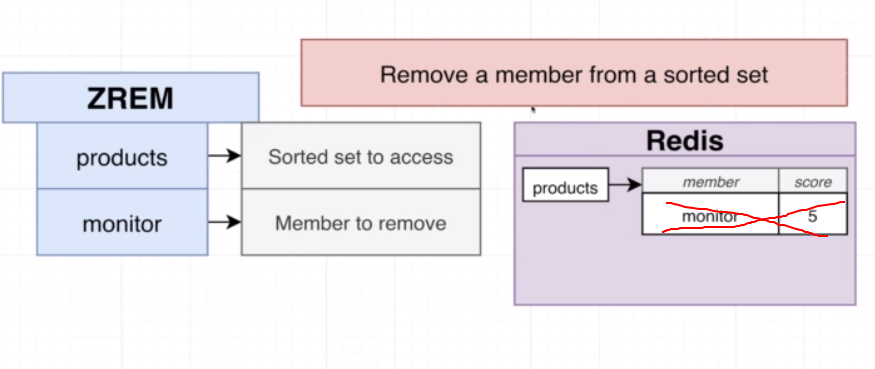 Remove a member from a sorted set
ZREM
products
Sorted set to access
monitor
Member to remove
Redis
products
member score
monitor 5